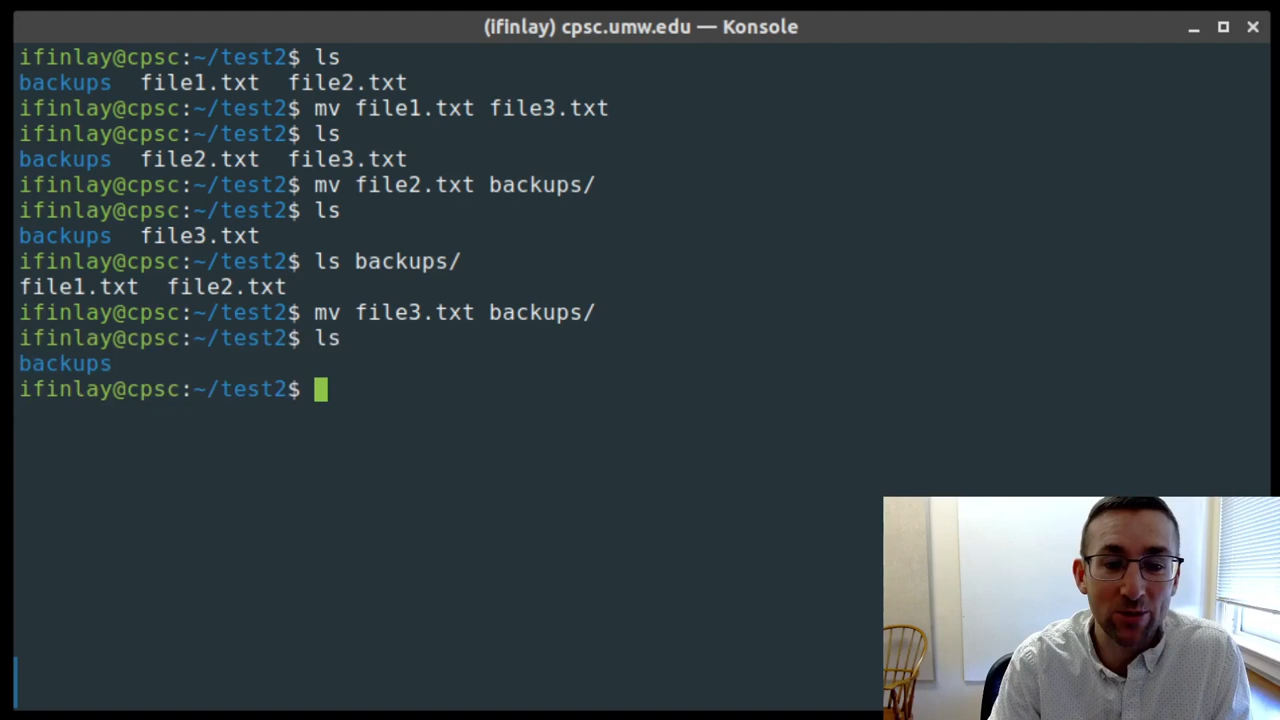 (ifinlay) cpsc.umw.edu — Konsole
ifinlay@cpsc:~/test2$ ls
backups  file1.txt  file2.txt
ifinlay@cpsc:~/test2$ mv file1.txt file3.txt
ifinlay@cpsc:~/test2$ ls
backups  file2.txt  file3.txt
ifinlay@cpsc:~/test2$ mv file2.txt backups/
ifinlay@cpsc:~/test2$ ls
backups  file3.txt
ifinlay@cpsc:~/test2$ ls backups/
file1.txt  file2.txt
ifinlay@cpsc:~/test2$ mv file3.txt backups/
ifinlay@cpsc:~/test2$ ls
backups
ifinlay@cpsc:~/test2$